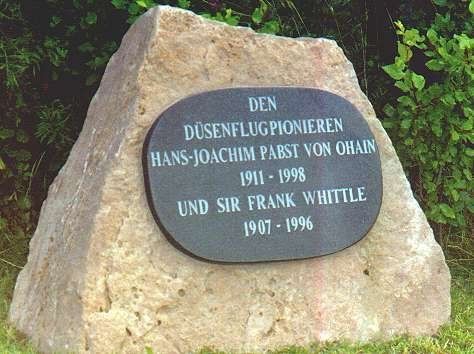 DEN
DÜSENFLUGPIONIEREN
HANS-JOACHIM PABST VON OHAIN
1911 - 1998
UND SIR FRANK WHITTLE
1907 - 1996